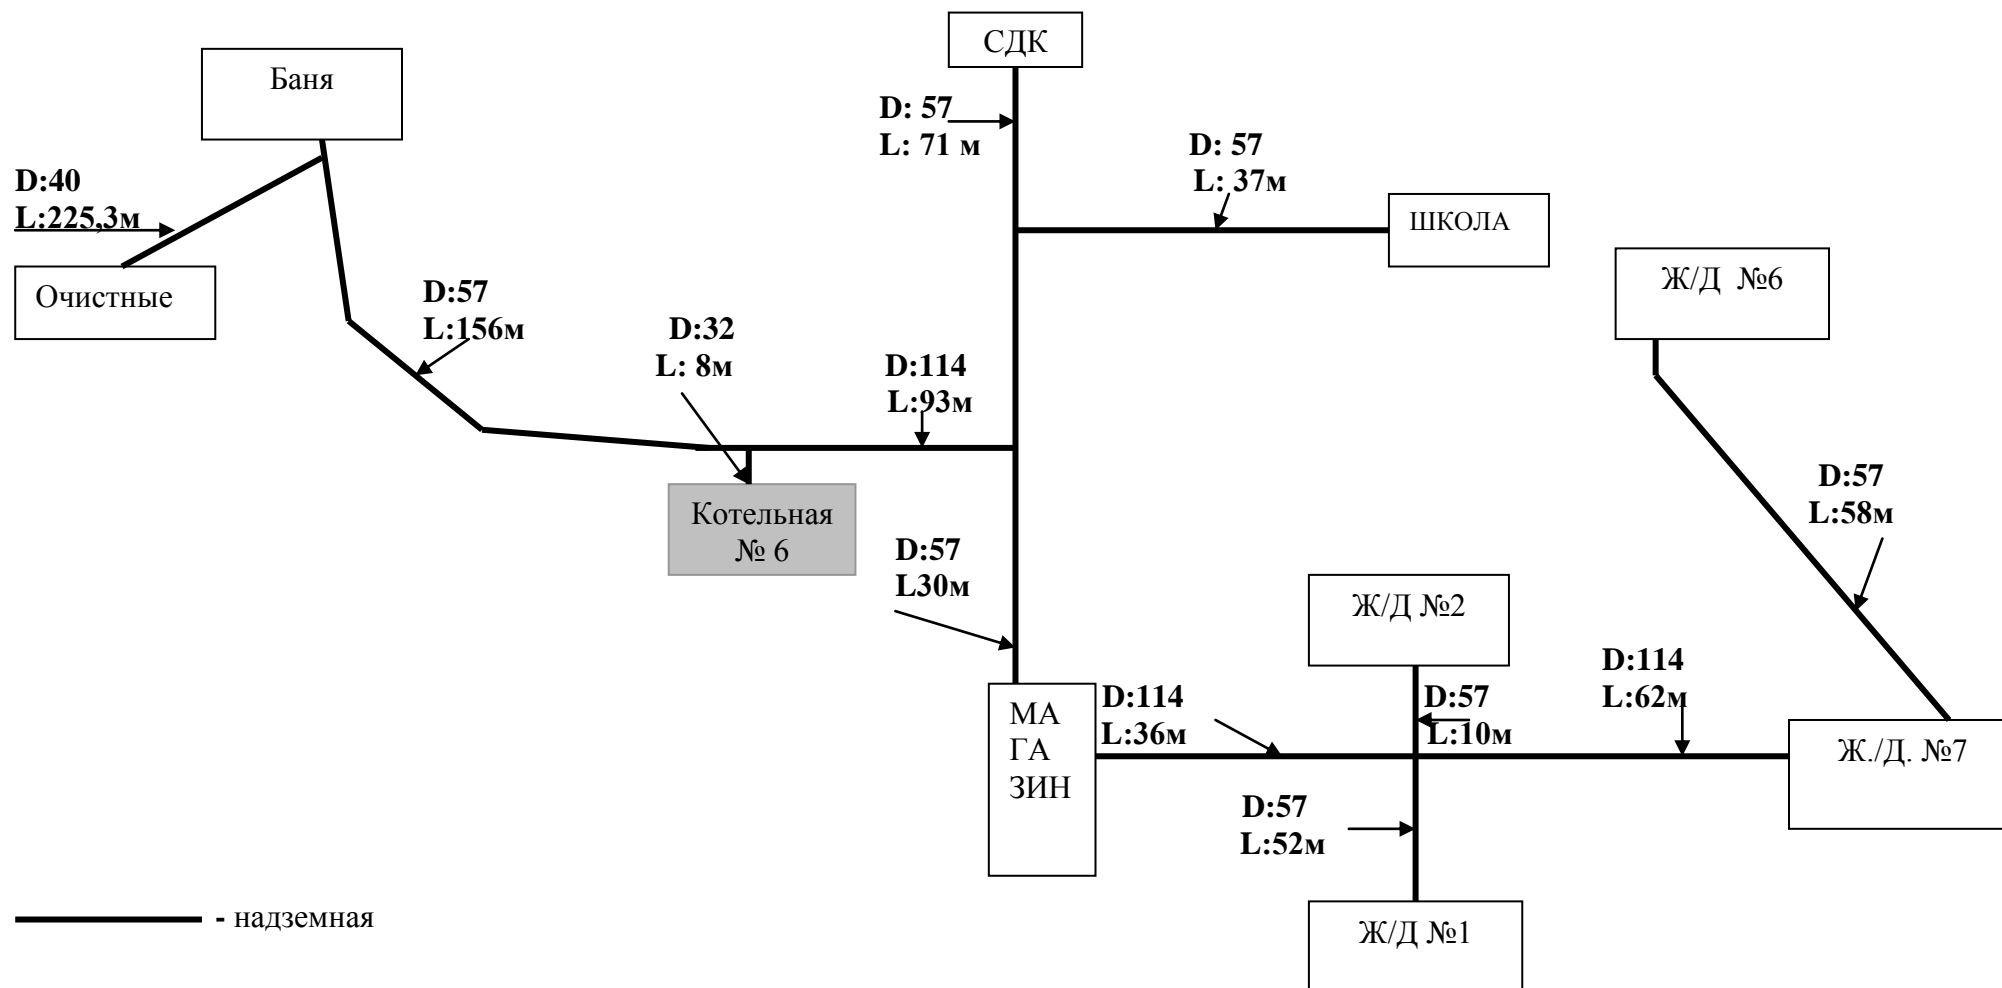 СДК
Баня
D: 57
L: 71 м
D: 57
L: 37м
D:40
L:225,3м
ШКОЛА
Ж/Д №6
Очистные
D:57
L:156м
D:32
L: 8м
D:114
L:93м
D:57
L:58м
Котельная
№ 6
D:57
L30м
Ж/Д №2
D:114
L:62м
МА
ГА
ЗИН
D:114
L:36м
D:57
L:10м
Ж./Д. №7
D:57
L:52м
- надземная
Ж/Д №1